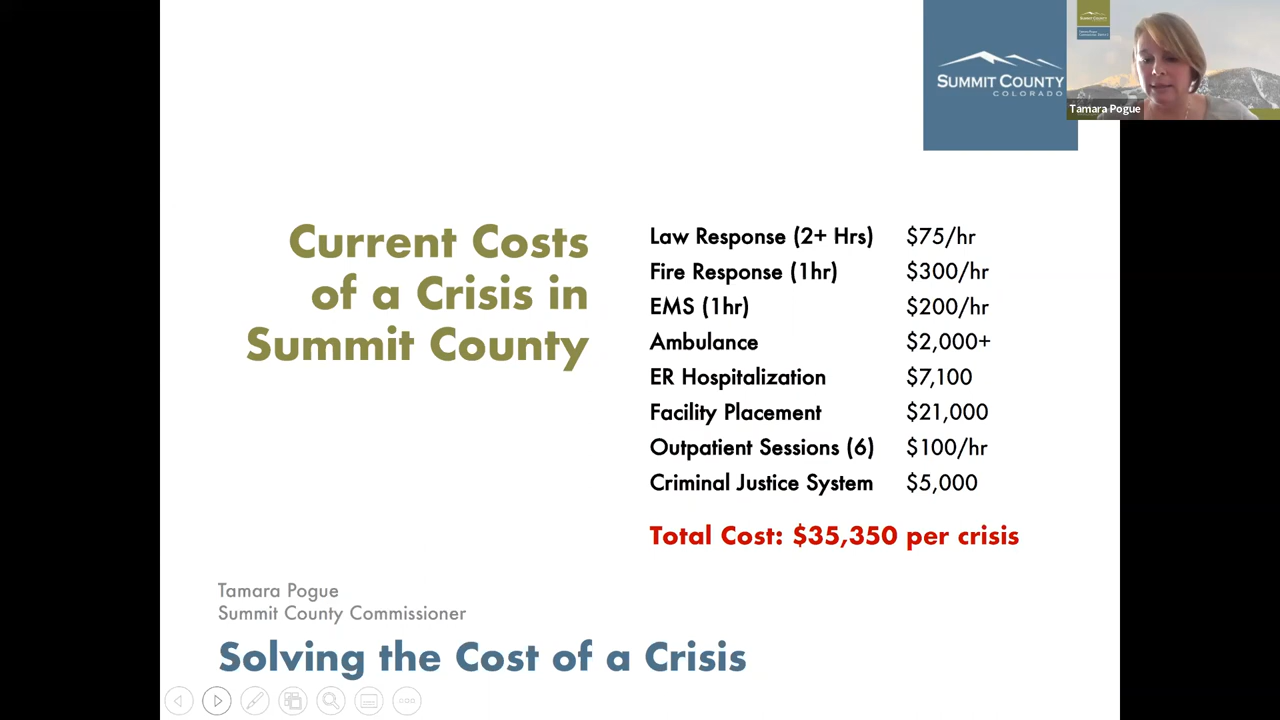 SUMMIT COUNTY
COLORADO
Tamara Pogue
Current Costs
of a Crisis in
Summit County
Law Response (2+ Hrs) $75/hr
Fire Response (1hr) $300/hr
EMS (1hr) $200/hr
Ambulance $2,000+
ER Hospitalization $7,100
Facility Placement $21,000
Outpatient Sessions (6) $100/hr
Criminal Justice System $5,000
Total Cost: $35,350 per crisis
Tamara Pogue
Summit County Commissioner
Solving the Cost of a Crisis